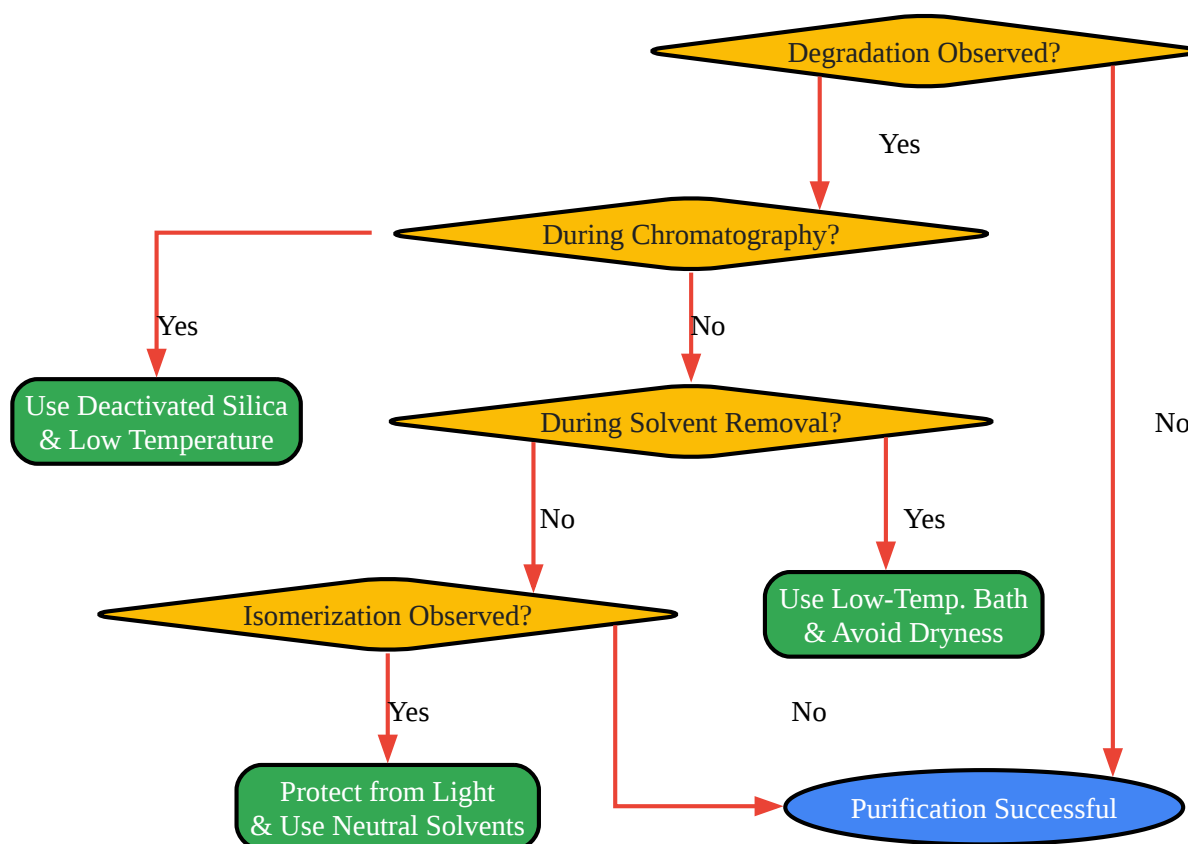 Degradation Observed?
Yes
During Chromatography?
Yes
No
Use Deactivated Silica
& Low Temperature
During Solvent Removal?
No
No
Yes
Isomerization Observed?
Use Low-Temp. Bath
& Avoid Dryness
Yes
No
Protect from Light
& Use Neutral Solvents
Purification Successful